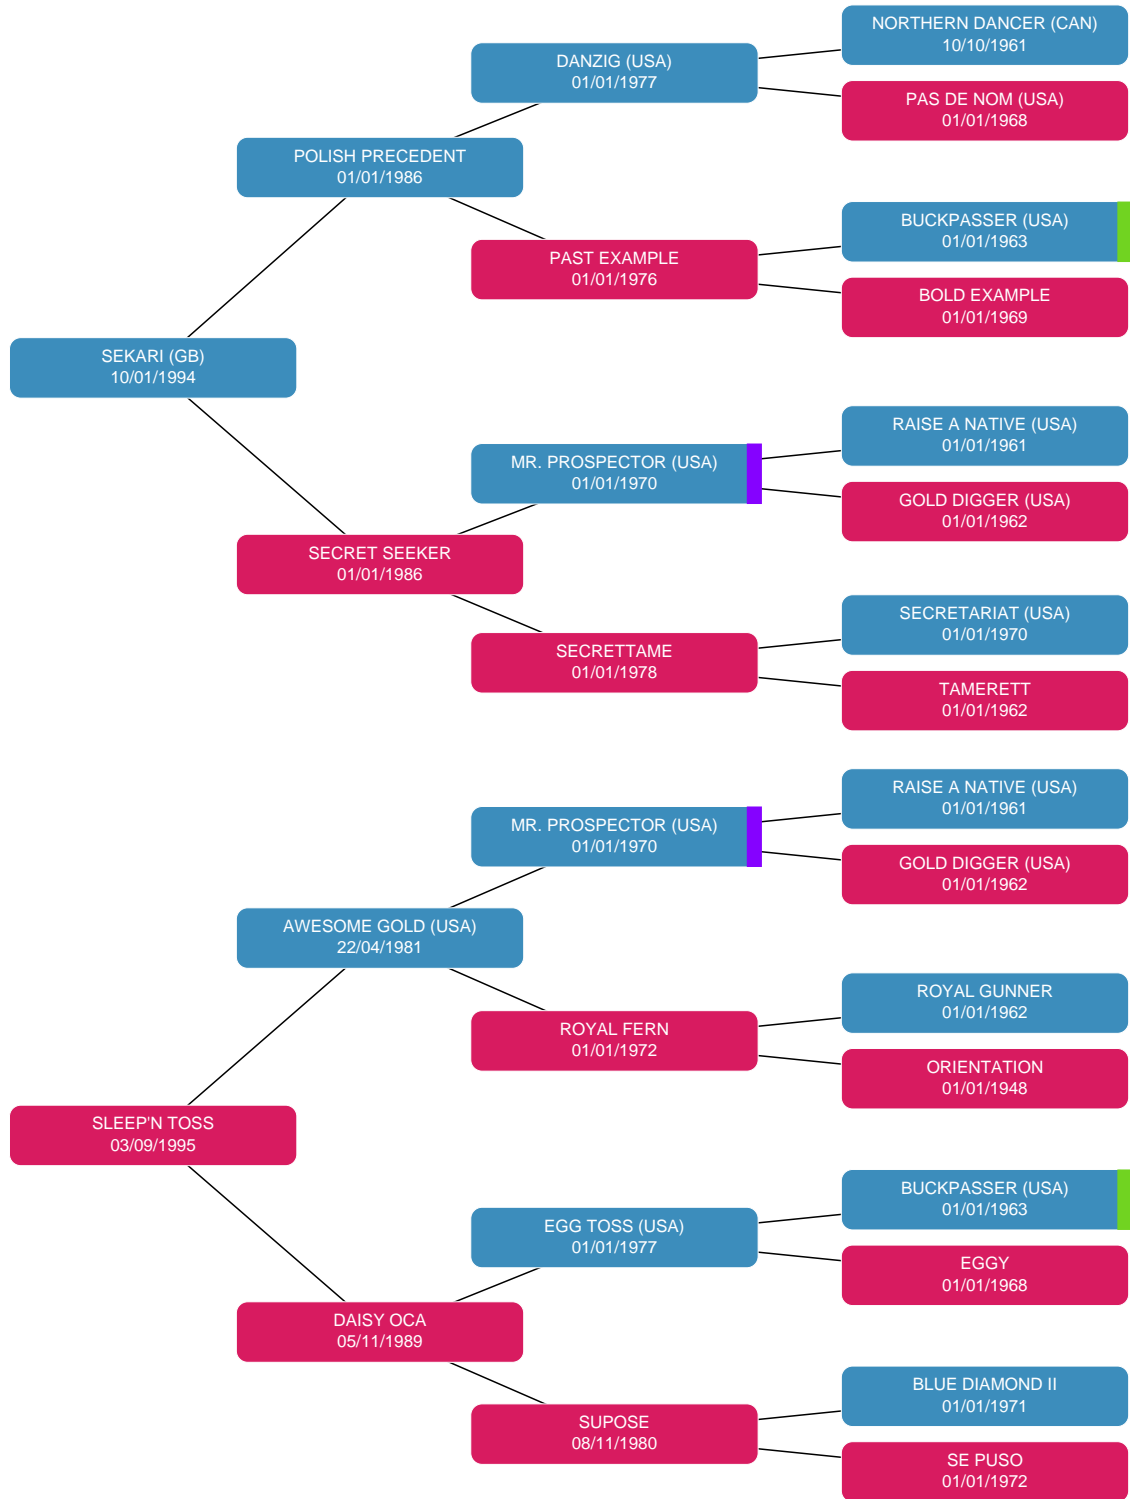 NORTHERN DANCER (CAN)
10/10/1961
DANZIG (USA)
01/01/1977
PAS DE NOM (USA)
01/01/1968
POLISH PRECEDENT
01/01/1986
BUCKPASSER (USA)
01/01/1963
PAST EXAMPLE
01/01/1976
BOLD EXAMPLE
01/01/1969
SEKARI (GB)
10/01/1994
RAISE A NATIVE (USA)
01/01/1961
MR. PROSPECTOR (USA)
01/01/1970
GOLD DIGGER (USA)
01/01/1962
SECRET SEEKER
01/01/1986
SECRETARIAT (USA)
01/01/1970
SECRETTAME
01/01/1978
TAMERETT
01/01/1962
RAISE A NATIVE (USA)
01/01/1961
MR. PROSPECTOR (USA)
01/01/1970
GOLD DIGGER (USA)
01/01/1962
AWESOME GOLD (USA)
22/04/1981
ROYAL GUNNER
01/01/1962
ROYAL FERN
01/01/1972
ORIENTATION
01/01/1948
SLEEP'N TOSS
03/09/1995
BUCKPASSER (USA)
01/01/1963
EGG TOSS (USA)
01/01/1977
EGGY
01/01/1968
DAISY OCA
05/11/1989
BLUE DIAMOND II
01/01/1971
SUPOSE
08/11/1980
SE PUSO
01/01/1972